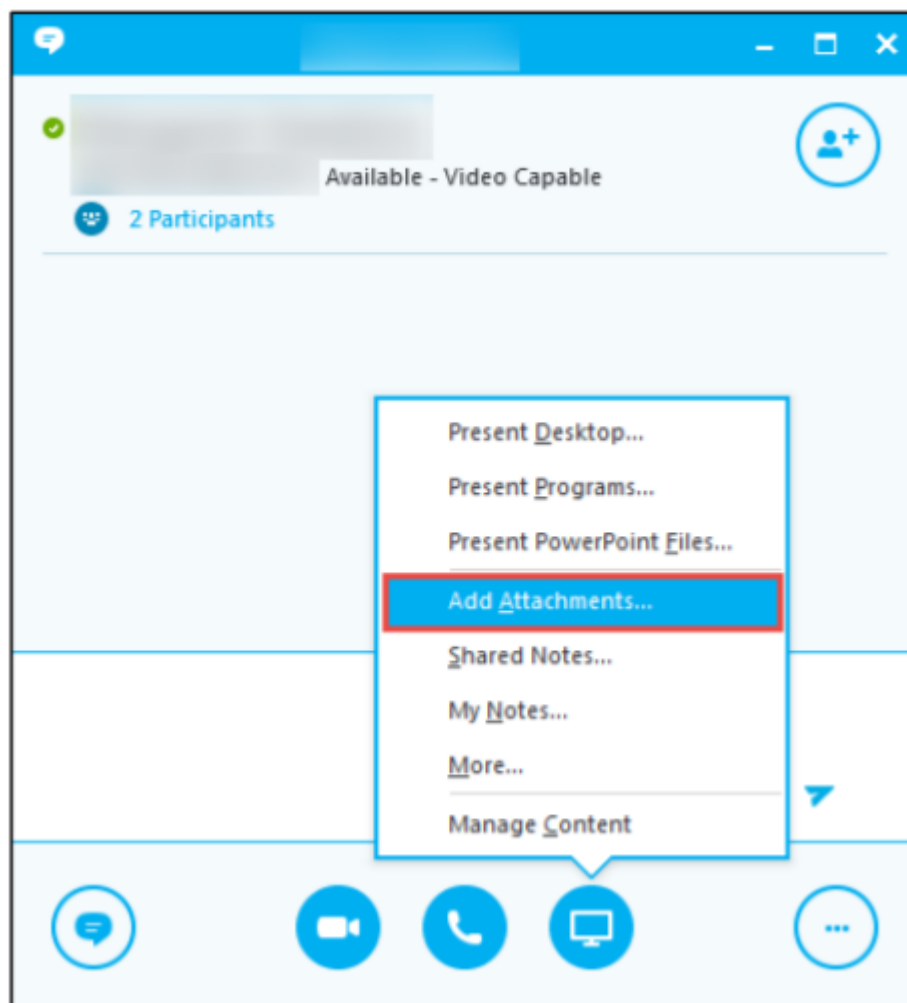 Available - Video Capable
2 Participants
Present Desktop...
Present Programs...
Present PowerPoint Files...
Add Attachments...
Shared Notes...
My Notes...
More...
Manage Content